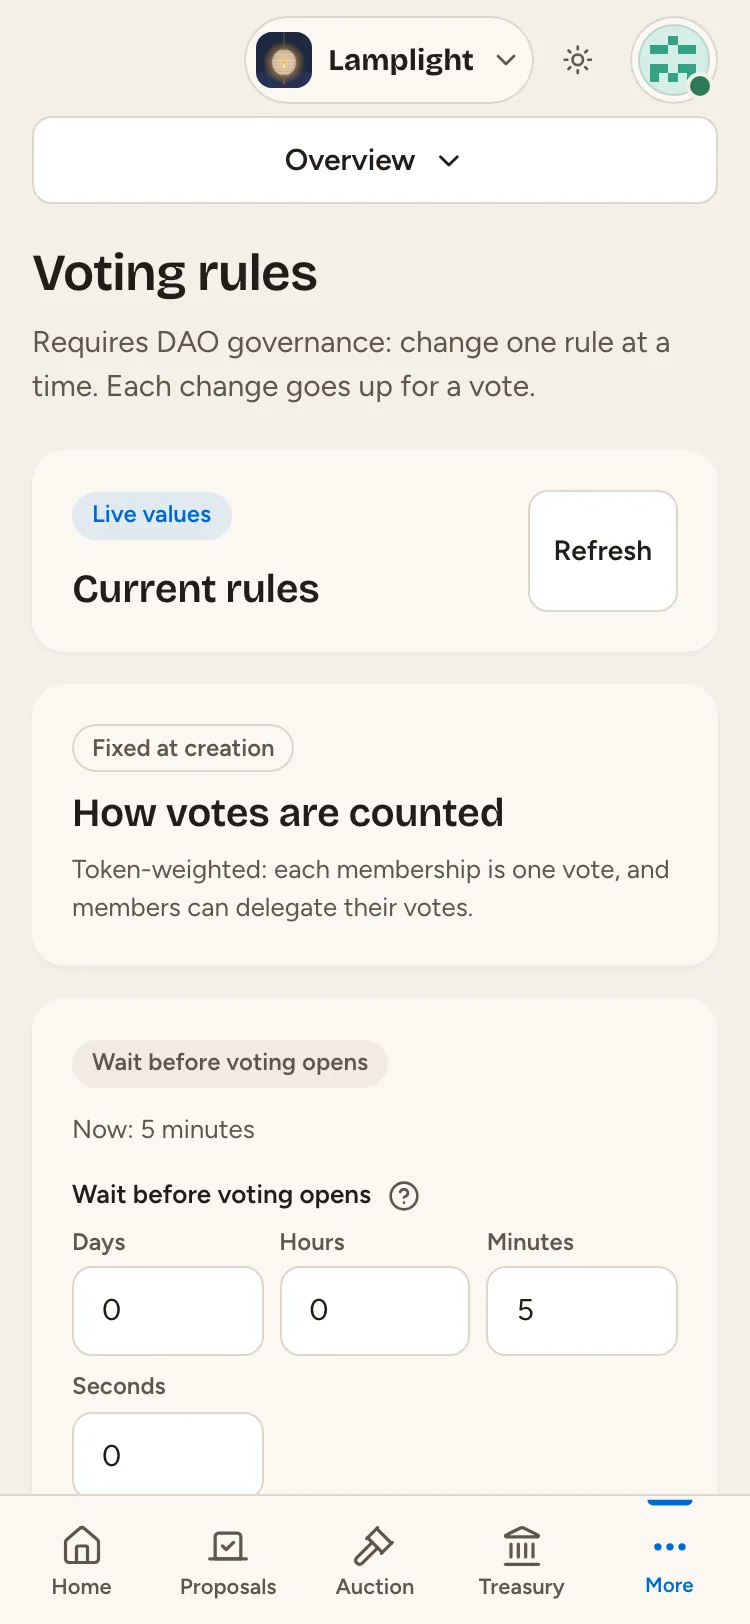 Lamplight
Overview
Voting rules
Requires DAO governance: change one rule at a
time. Each change goes up for a vote.
Live values
Current rules
Refresh
Fixed at creation
How votes are counted
Token-weighted: each membership is one vote, and
members can delegate their votes.
Wait before voting opens
Now: 5 minutes
Wait before voting opens ?
Days Hours Minutes
0 0 5
Seconds
0
Home Proposals Auction Treasury More